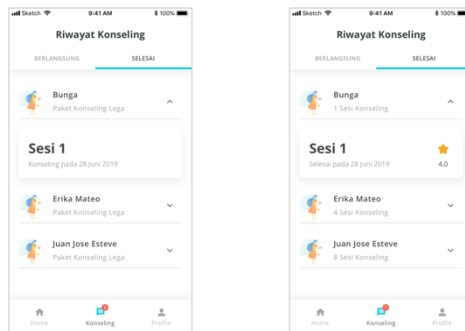 Sketch 9:41 AM 100%
Riwayat Konseling
BERLANGSUNG SELESAI
Bunga
Paket Konseling Lega
Sesi 1
Konseling pada 28 Juni 2019
Erika Mateo
Paket Konseling Lega
Juan Jose Esteve
Paket Konseling Lega
1
Home Konseling Profile
Sketch 9:41 AM 100%
Riwayat Konseling
BERLANGSUNG SELESAI
Bunga
1 Sesi Konseling
Sesi 1
Selesai pada 28 Juni 2019
4.0
Erika Mateo
4 Sesi Konseling
Juan Jose Esteve
8 Sesi Konseling
1
Home Konseling Profile